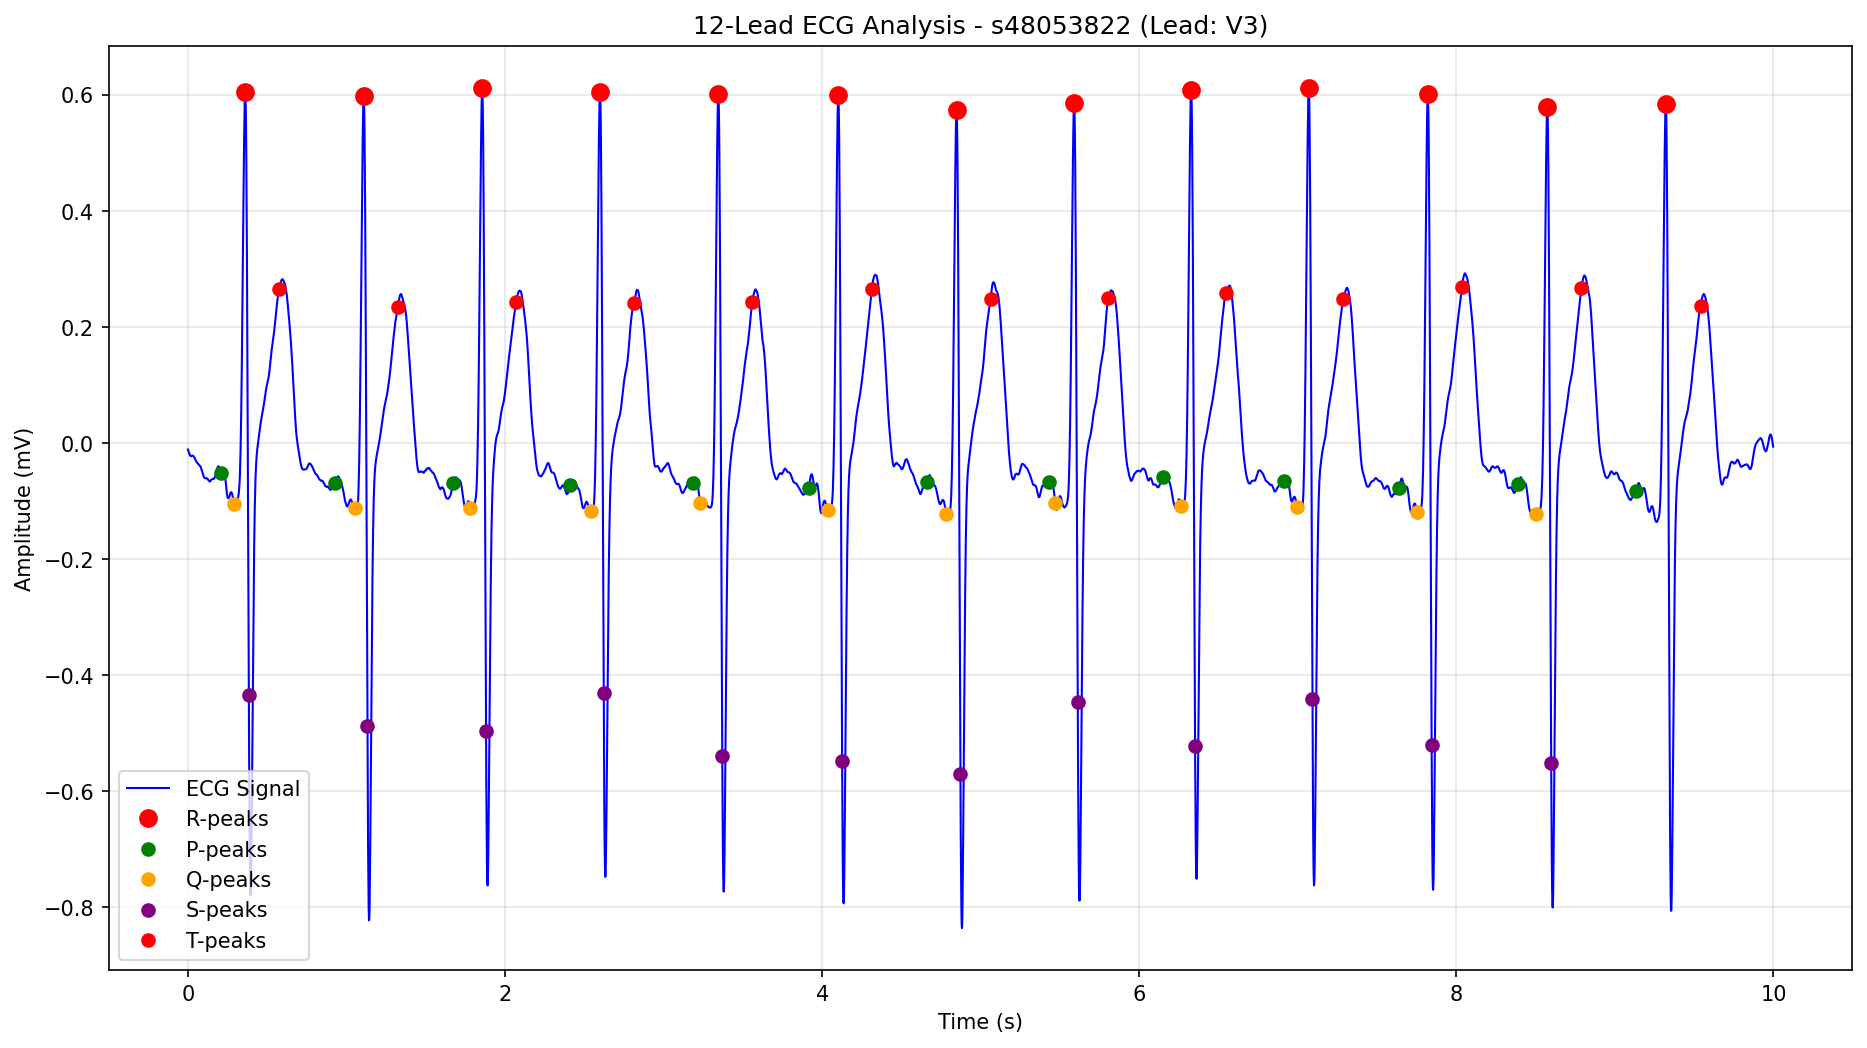 12-Lead ECG Analysis - s48053822 (Lead: V3)
Amplitude (mV)
0.6
0.4
0.2
0.0
−0.2
−0.4
−0.6
−0.8
ECG Signal
R-peaks
P-peaks
Q-peaks
S-peaks
T-peaks
0 2 4 6 8 10
Time (s)